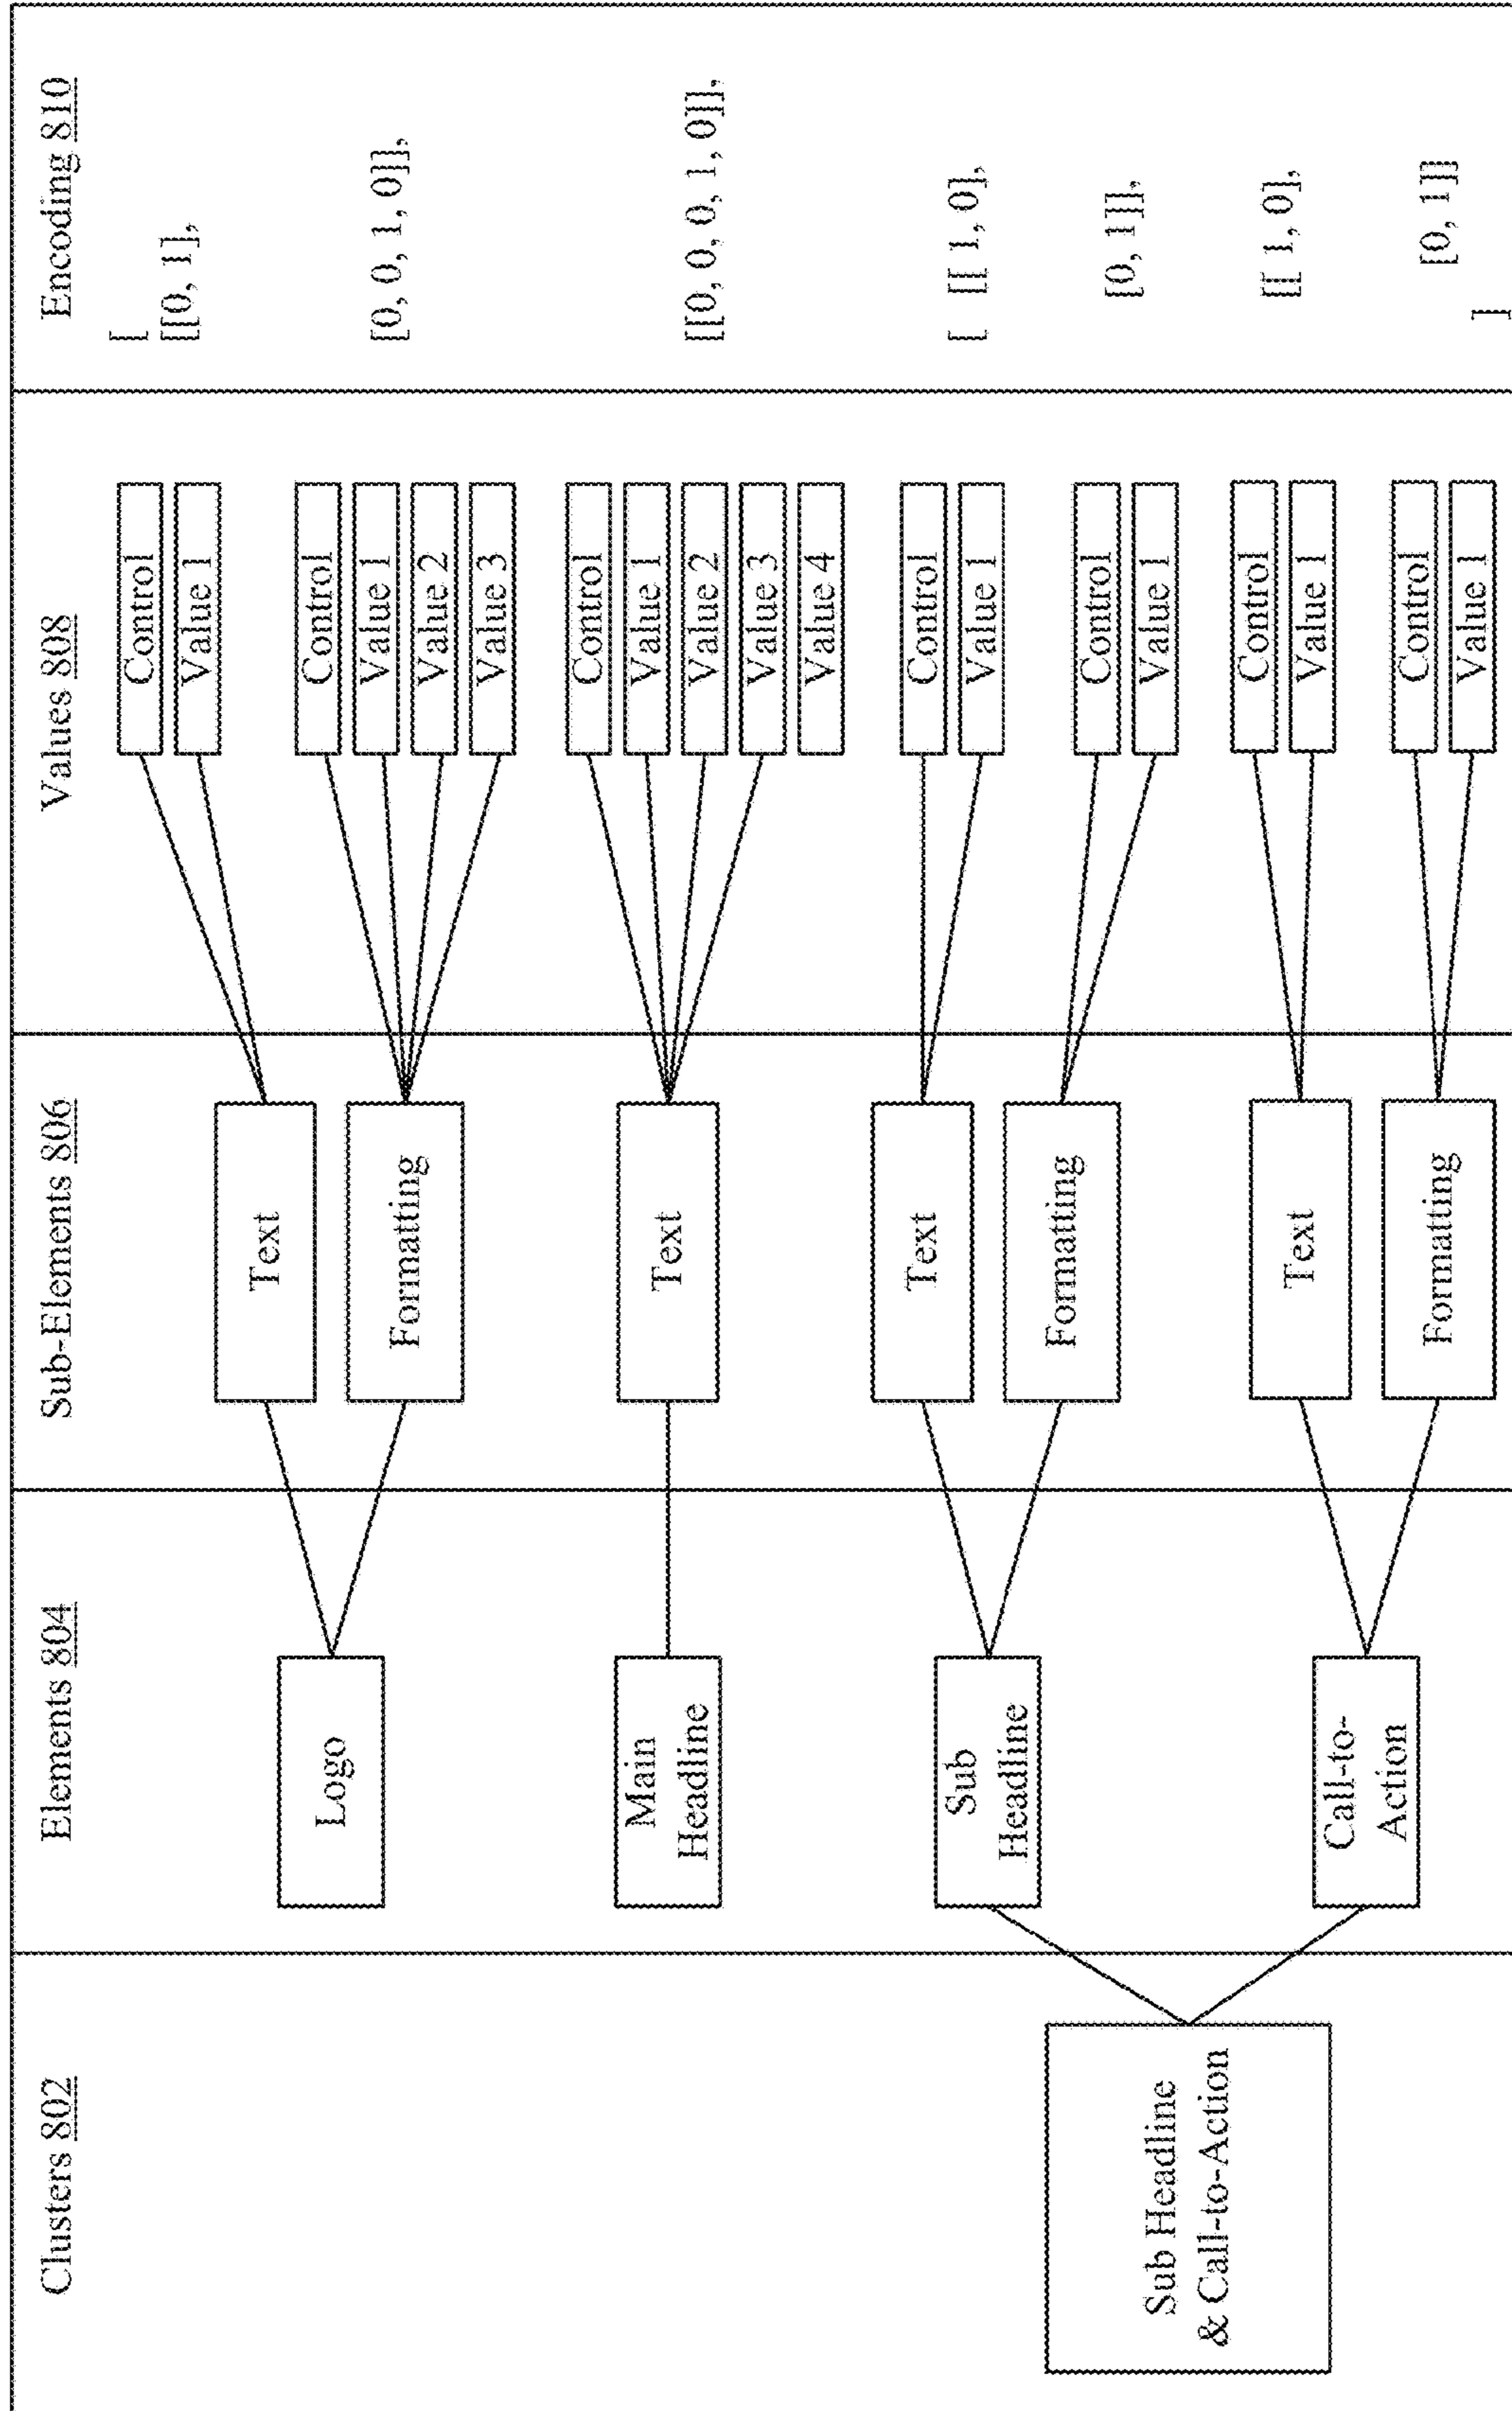 Clusters 802
Elements 804
Sub-Elements 806
Values 808
Encoding 810
[
Logo
Text
Control
Value 1
[[[0, 1],
Formatting
Control
Value 1
Value 2
Value 3
[0, 0, 1, 0]],
Main
Headline
Text
Control
Value 1
Value 2
Value 3
Value 4
[[[0, 0, 0, 1, 0]],
Sub Headline
& Call-to-Action
Sub
Headline
Text
Control
Value 1
[ [[ 1, 0],
Formatting
Control
Value 1
[0, 1]],
Call-to-
Action
Text
Control
Value 1
[[ 1, 0],
Formatting
Control
Value 1
[0, 1]]
]